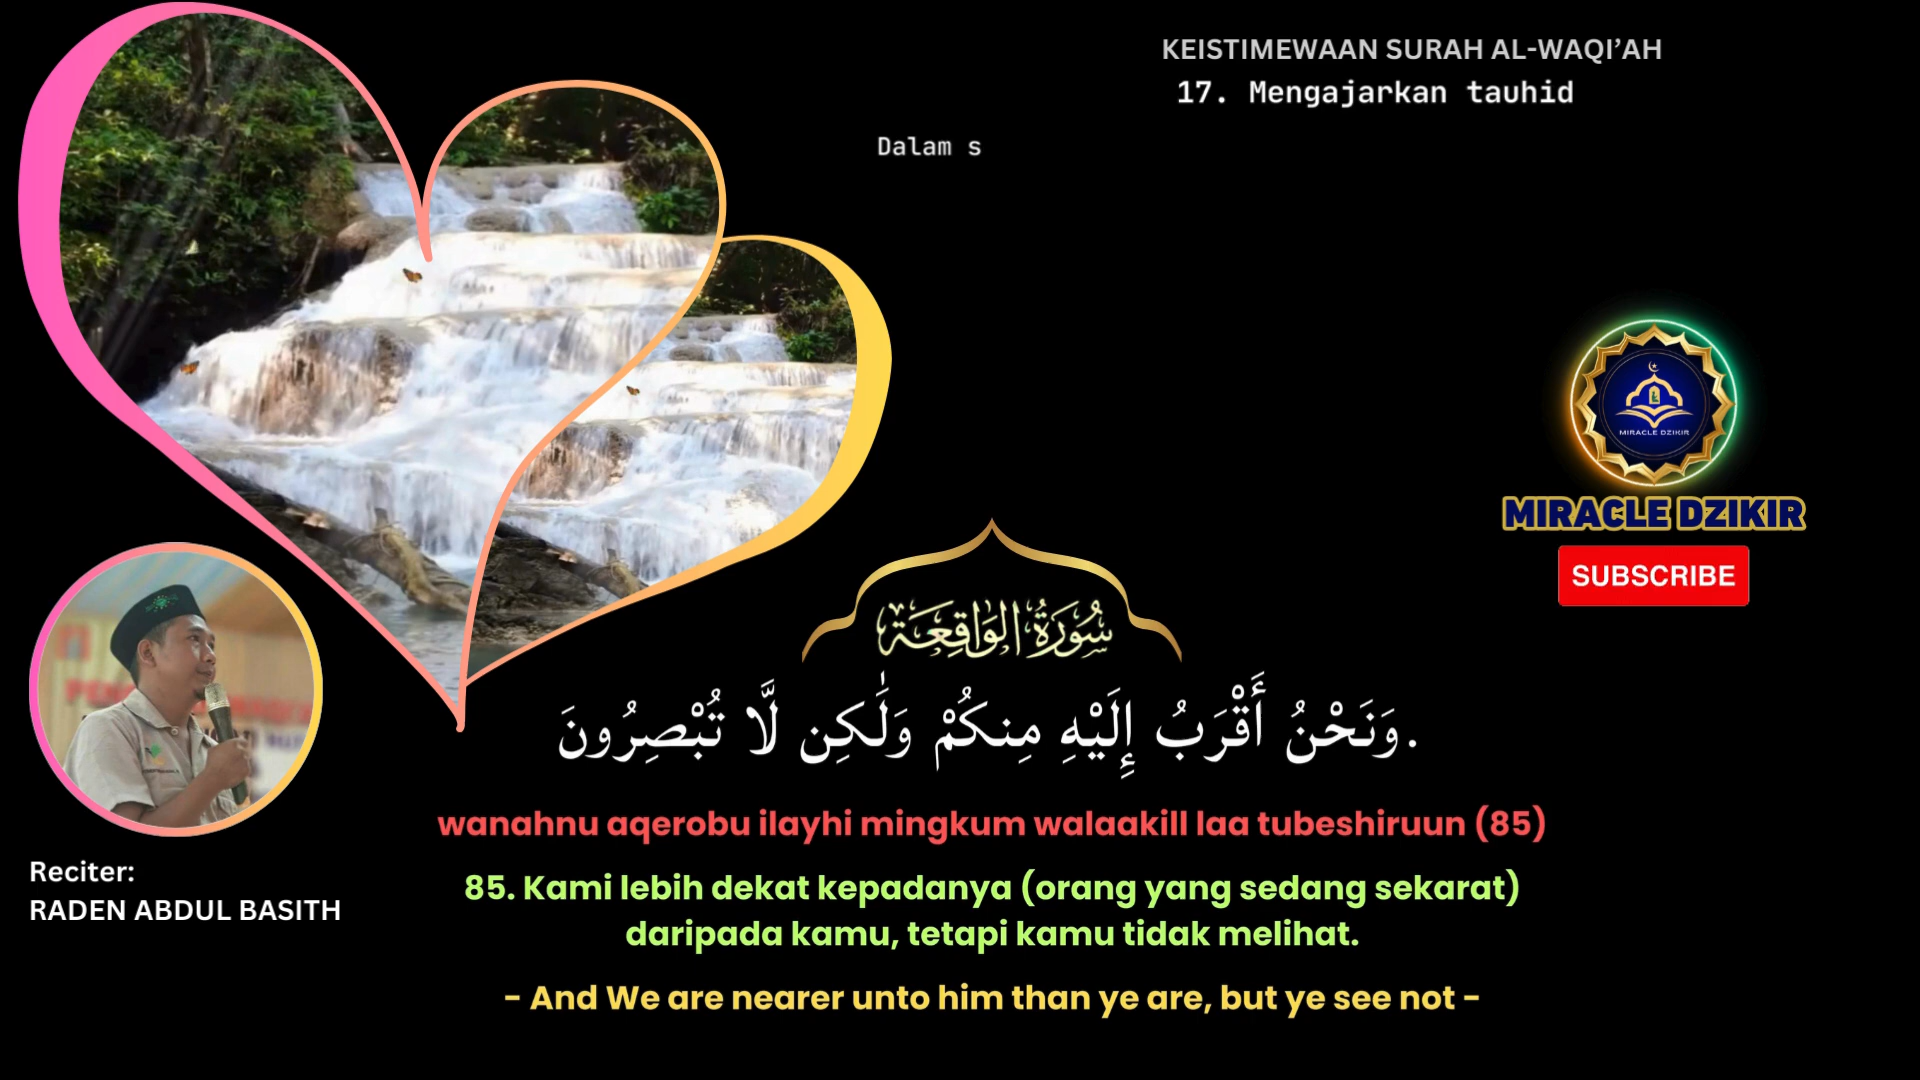 KEISTIMEWAAN SURAH AL-WAQI’AH
17. Mengajarkan tauhid
Dalam s
MIRACLE DZIKIR
MIRACLE DZIKIR
SUBSCRIBE
سُورَةُ الوَاقِعَة
وَنَحْنُ أَقْرَبُ إِلَيْهِ مِنكُمْ وَلَٰكِن لَّا تُبْصِرُونَ.
wanahnu aqerobu ilayhi mingkum walaakill laa tubeshiruun (85)
Reciter:
RADEN ABDUL BASITH
85. Kami lebih dekat kepadanya (orang yang sedang sekarat)
daripada kamu, tetapi kamu tidak melihat.
- And We are nearer unto him than ye are, but ye see not -